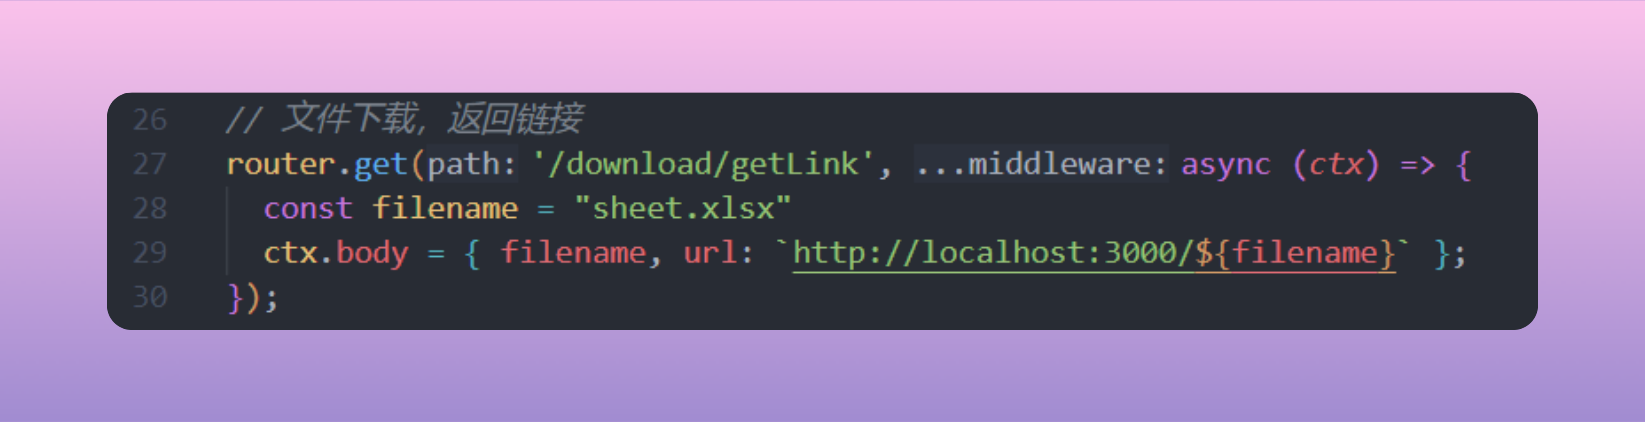 26 // 文件下载，返回链接
27 router.get(path: '/download/getLink', ...middleware: async (ctx) => {
28 const filename = "sheet.xlsx"
29 ctx.body = { filename, url: `http://localhost:3000/${filename}` };
30 });